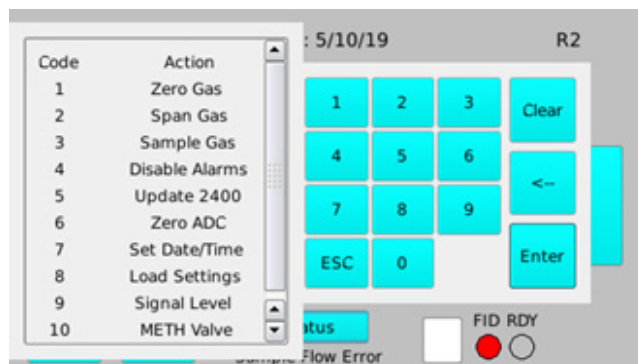 : 5/10/19 R2
Code Action
1 Zero Gas
2 Span Gas
3 Sample Gas
4 Disable Alarms
5 Update 2400
6 Zero ADC
7 Set Date/Time
8 Load Settings
9 Signal Level
10 METH Valve
1 2 3 Clear
4 5 6 <--
7 8 9
ESC 0 Enter
atus
FID RDY
Sample Flow Error